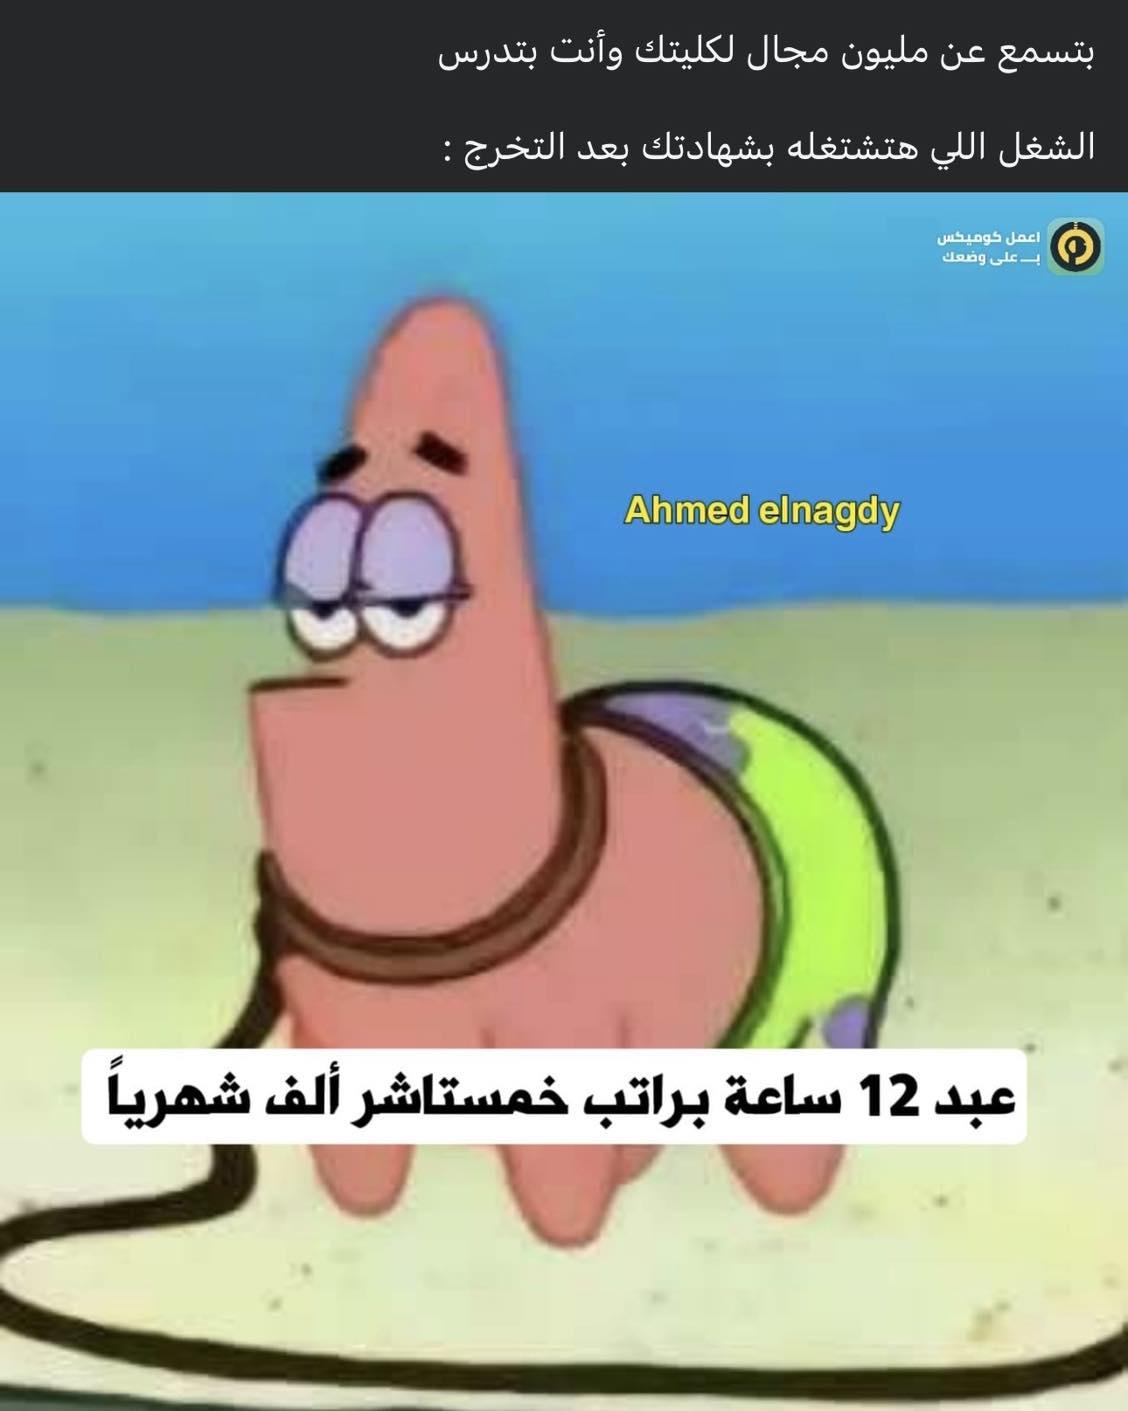 بتسمع عن مليون مجال لكليتك وأنت بتدرس
الشغل اللي هتشتغله بشهادتك بعد التخرج :
اعمل كوميكس
بـــ على وضعك
Ahmed elnagdy
عبد 12 ساعة براتب خمستاشر ألف شهرياً